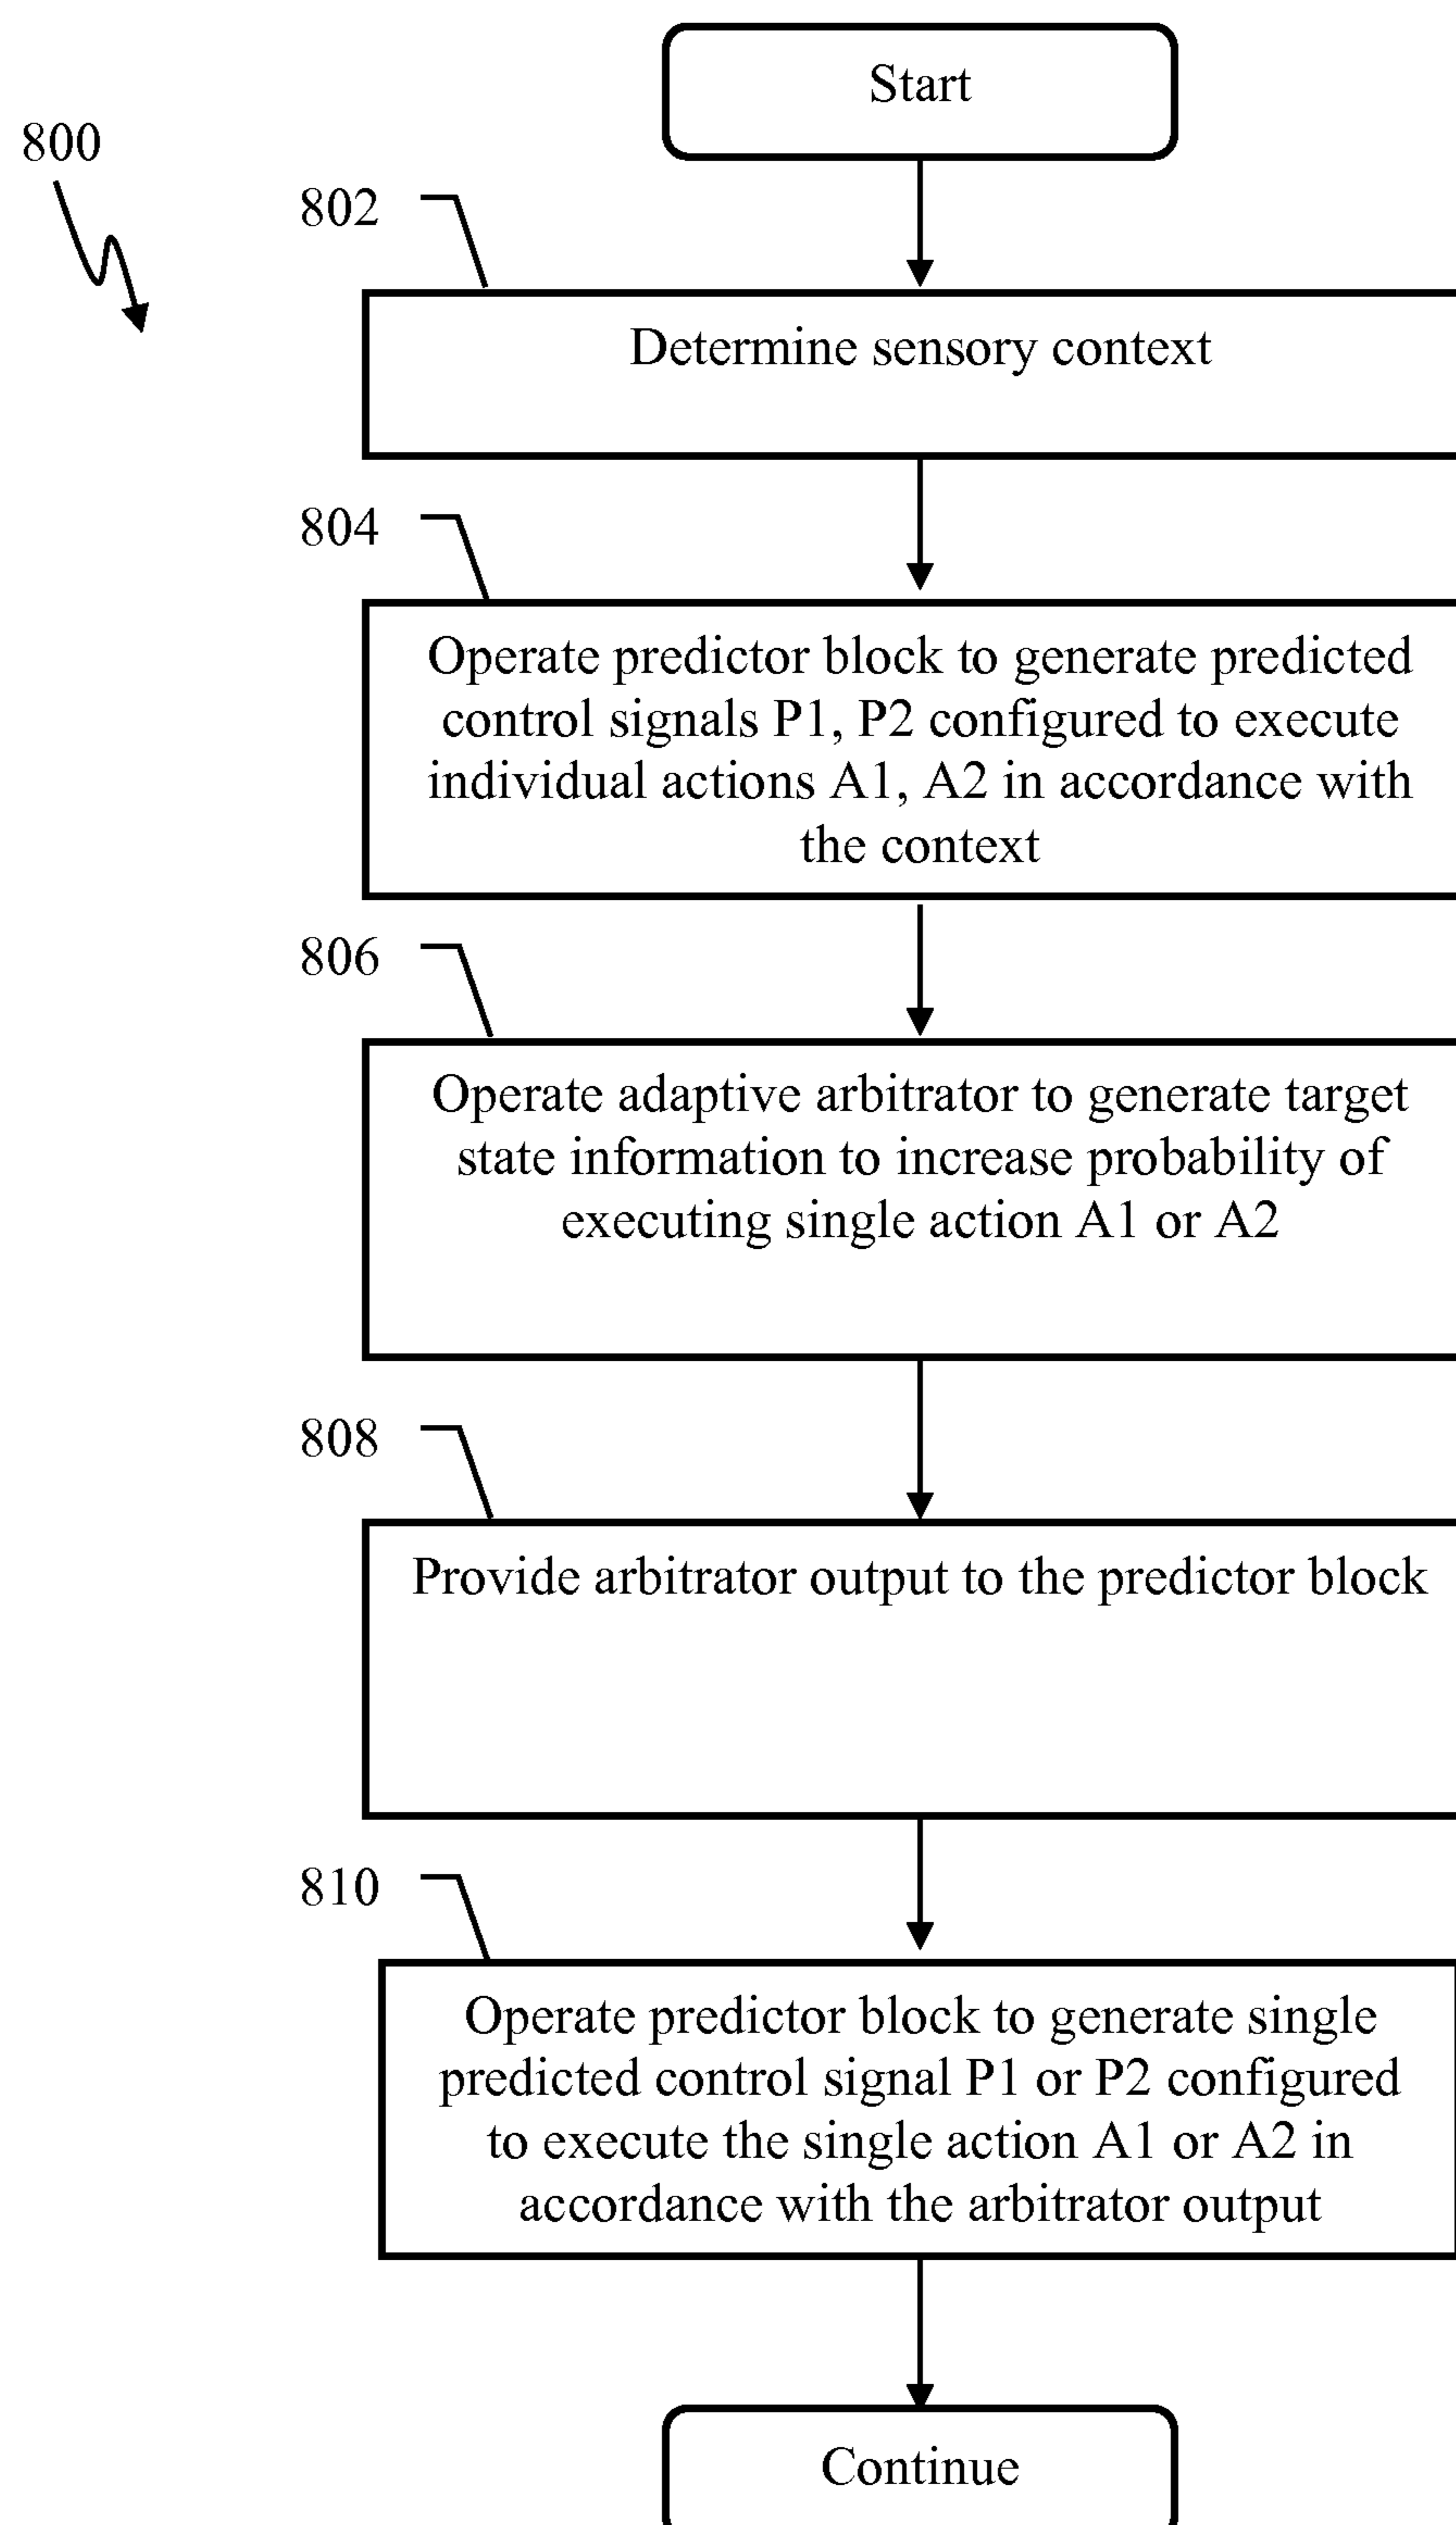 Start
800
802
Determine sensory context
804
Operate predictor block to generate predicted
control signals P1, P2 configured to execute
individual actions A1, A2 in accordance with
the context
806
Operate adaptive arbitrator to generate target
state information to increase probability of
executing single action A1 or A2
808
Provide arbitrator output to the predictor block
810
Operate predictor block to generate single
predicted control signal P1 or P2 configured
to execute the single action A1 or A2 in
accordance with the arbitrator output
Continue